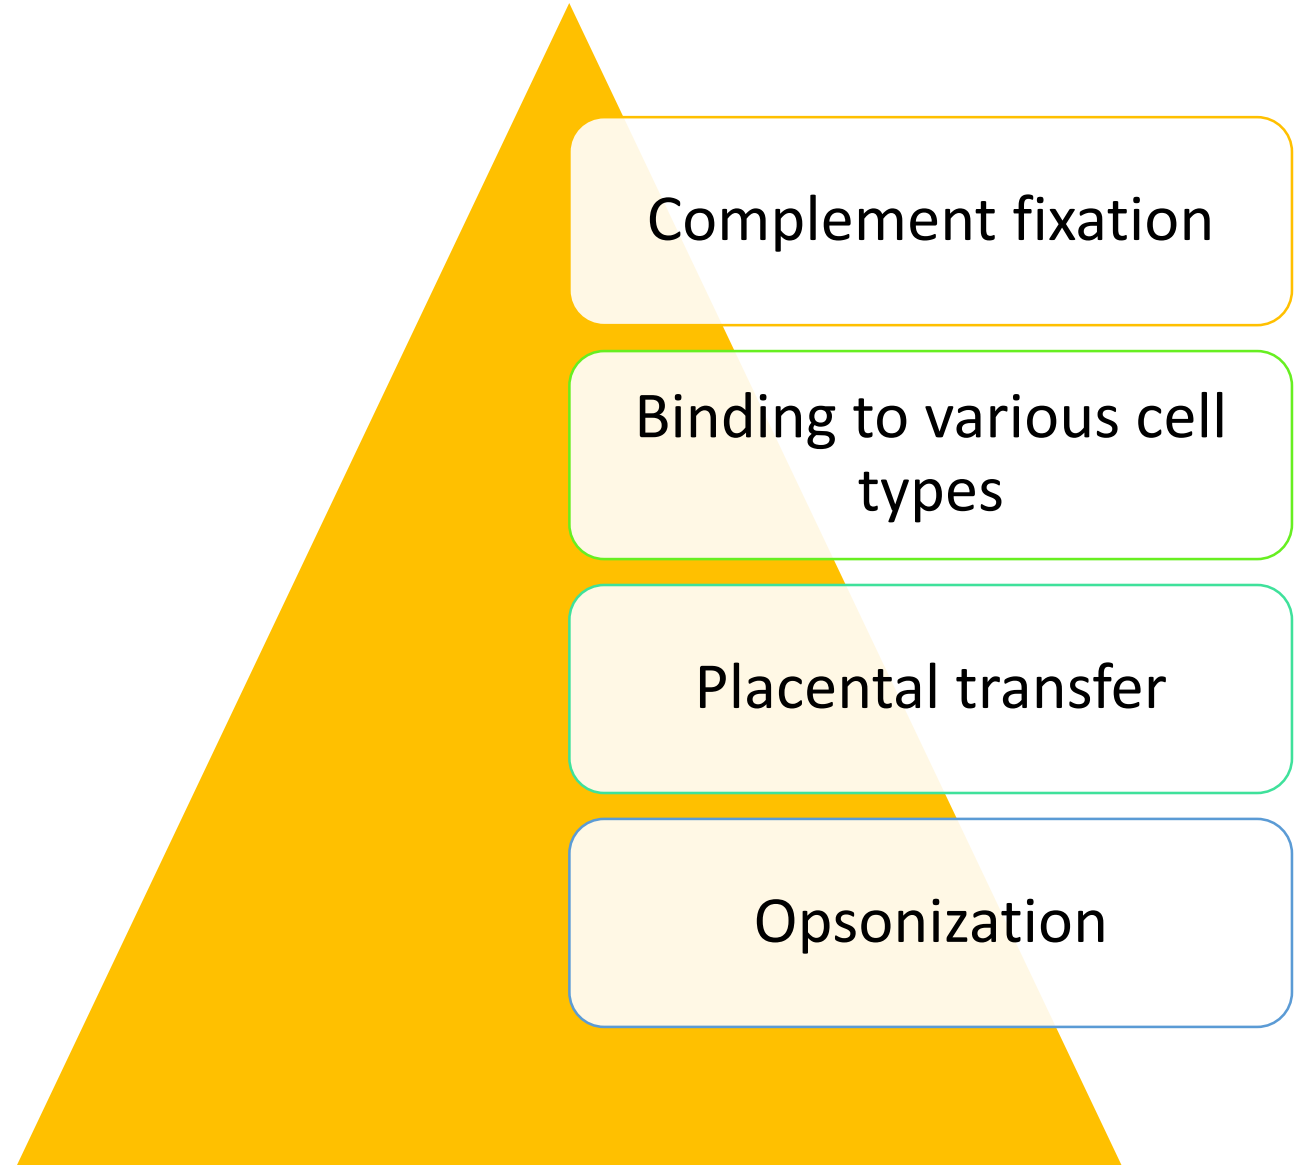 Complement fixation
Binding to various cell
types
Placental transfer
Opsonization